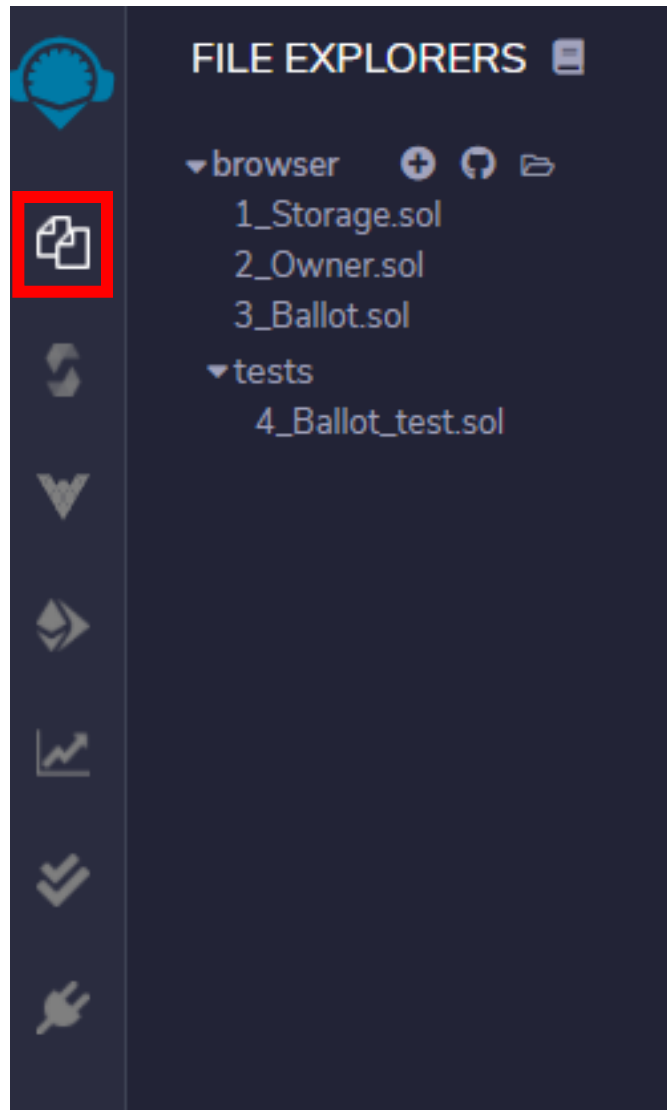 FILE EXPLORERS
browser
1_Storage.sol
2_Owner.sol
3_Ballot.sol
tests
4_Ballot_test.sol